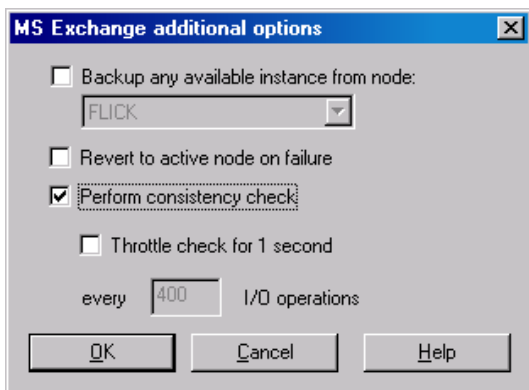 MS Exchange additional options
Backup any available instance from node:
FLICK
Revert to active node on failure
Perform consistency check
Throttle check for 1 second
every 400 I/O operations
OK Cancel Help